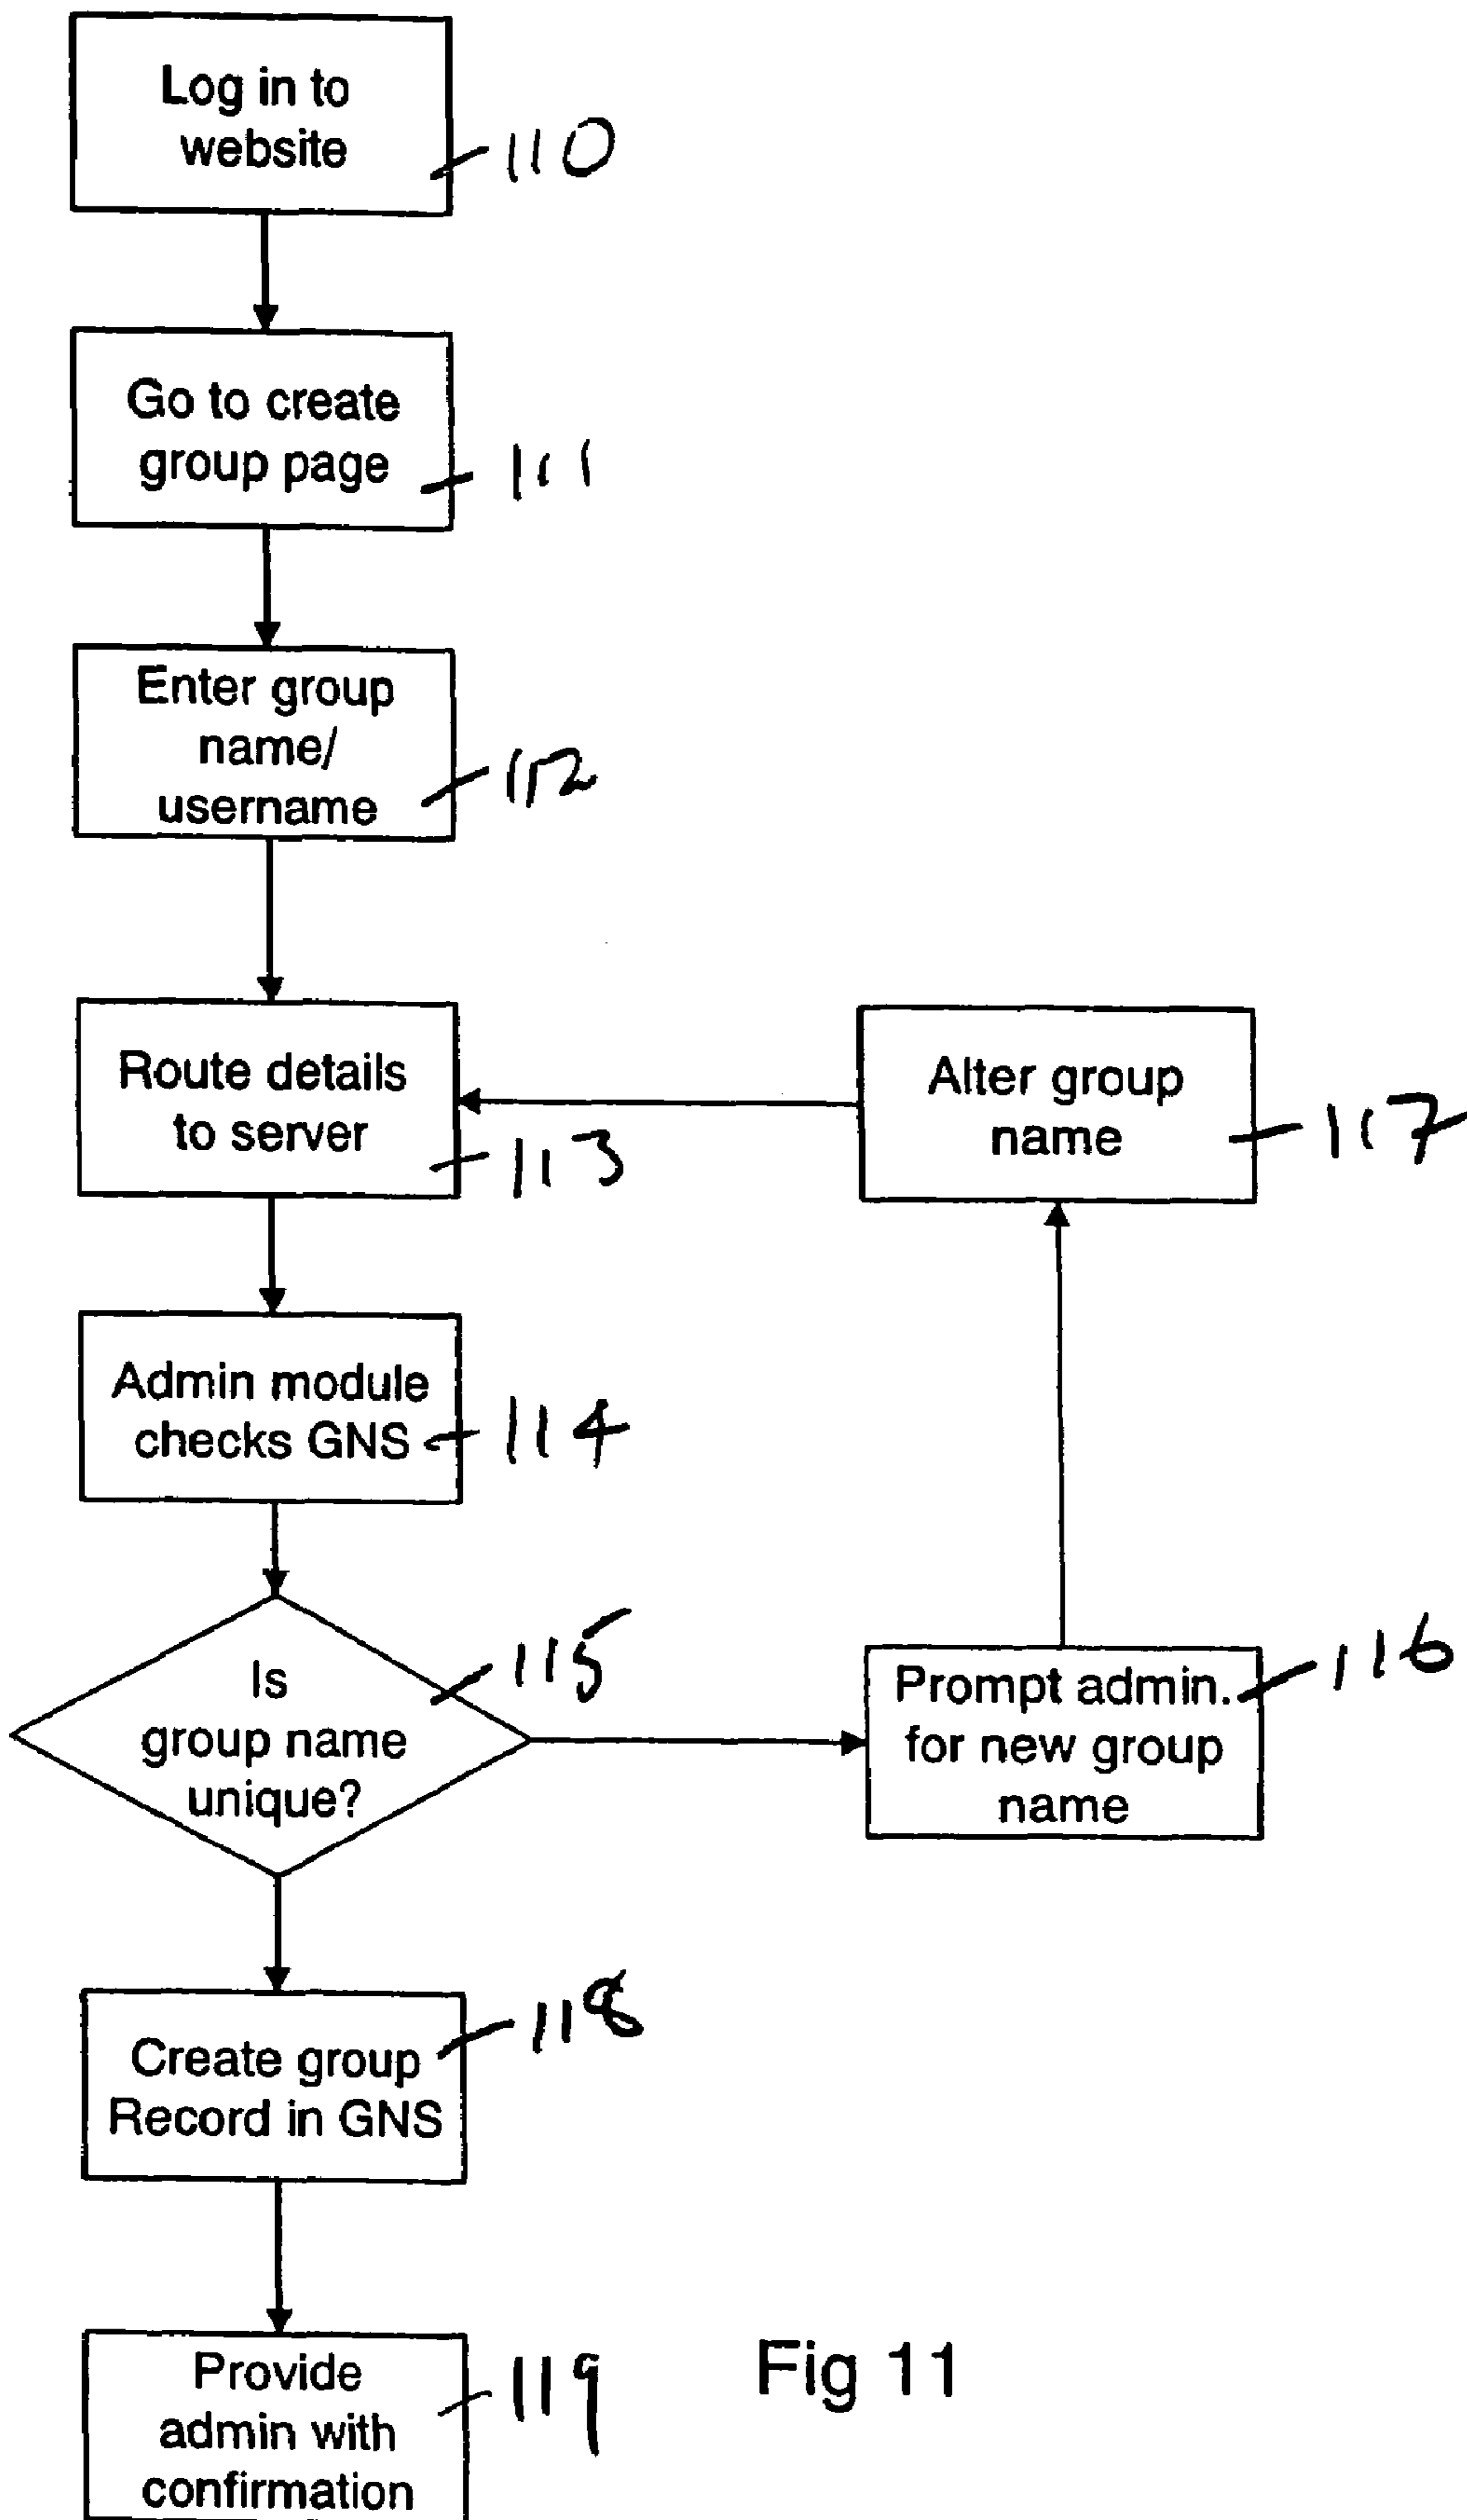 Log in to
website
110
Go to create
group page
111
Enter group
name/
username
112
Route details
to server
113
Alter group
name
117
Admin module
checks GNS
114
Is
group name
unique?
115
Prompt admin.
for new group
name
116
Create group
Record in GNS
118
Provide
admin with
confirmation
119
Fig 11